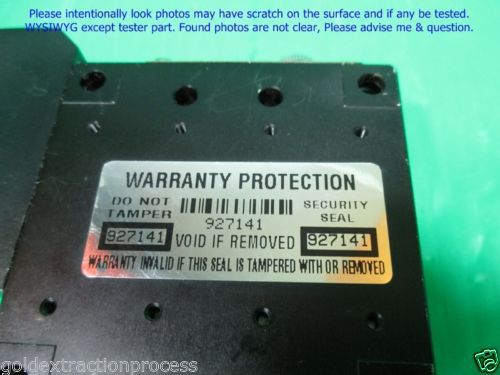 Please intentionally look photos may have scratch on the surface and if any be tested.
WYSIWYG except tester part. Found photos are not clear, Please advise me & question.
WARRANTY PROTECTION
DO NOT TAMPER
SECURITY SEAL
927141
927141 VOID IF REMOVED 927141
WARRANTY INVALID IF THIS SEAL IS TAMPERED WITH OR REMOVED
goldextractionprocess